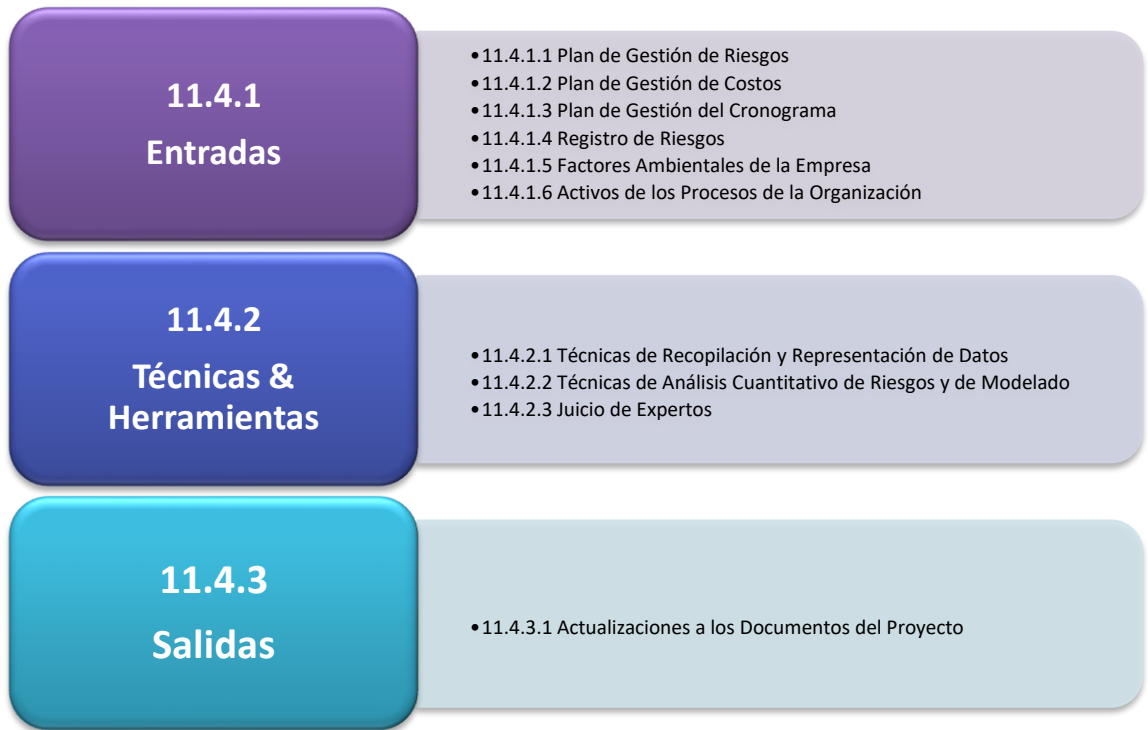 11.4.1
Entradas
•11.4.1.1 Plan de Gestión de Riesgos
•11.4.1.2 Plan de Gestión de Costos
•11.4.1.3 Plan de Gestión del Cronograma
•11.4.1.4 Registro de Riesgos
•11.4.1.5 Factores Ambientales de la Empresa
•11.4.1.6 Activos de los Procesos de la Organización
11.4.2
Técnicas &
Herramientas
•11.4.2.1 Técnicas de Recopilación y Representación de Datos
•11.4.2.2 Técnicas de Análisis Cuantitativo de Riesgos y de Modelado
•11.4.2.3 Juicio de Expertos
11.4.3
Salidas
•11.4.3.1 Actualizaciones a los Documentos del Proyecto